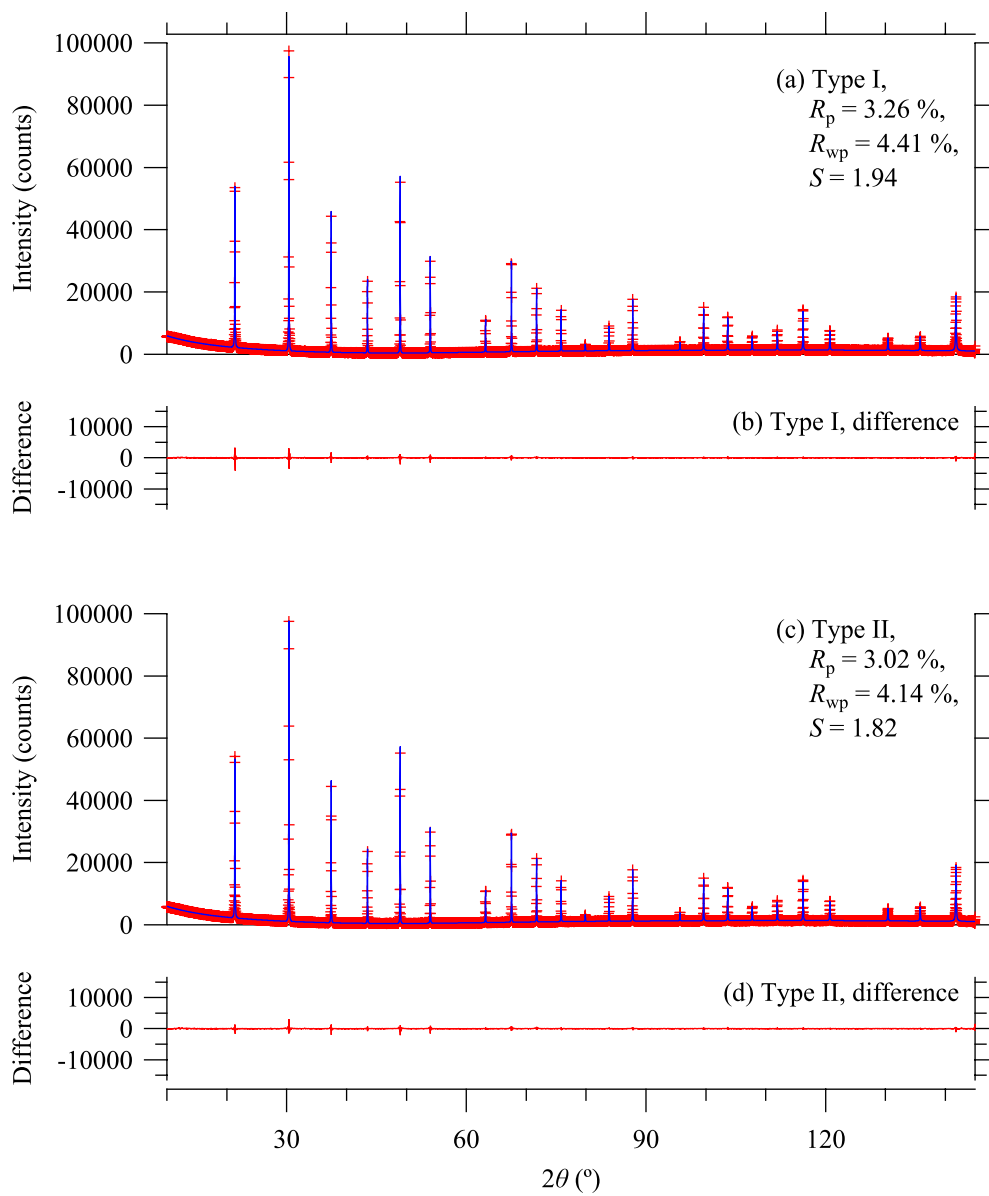 100000
80000
60000
40000
20000
0
Intensity (counts)
(a) Type I,
Rp = 3.26 %,
Rwp = 4.41 %,
S = 1.94
10000
0
-10000
Difference
(b) Type I, difference
100000
80000
60000
40000
20000
0
Intensity (counts)
(c) Type II,
Rp = 3.02 %,
Rwp = 4.14 %,
S = 1.82
10000
0
-10000
Difference
(d) Type II, difference
30 60 90 120
2θ (º)